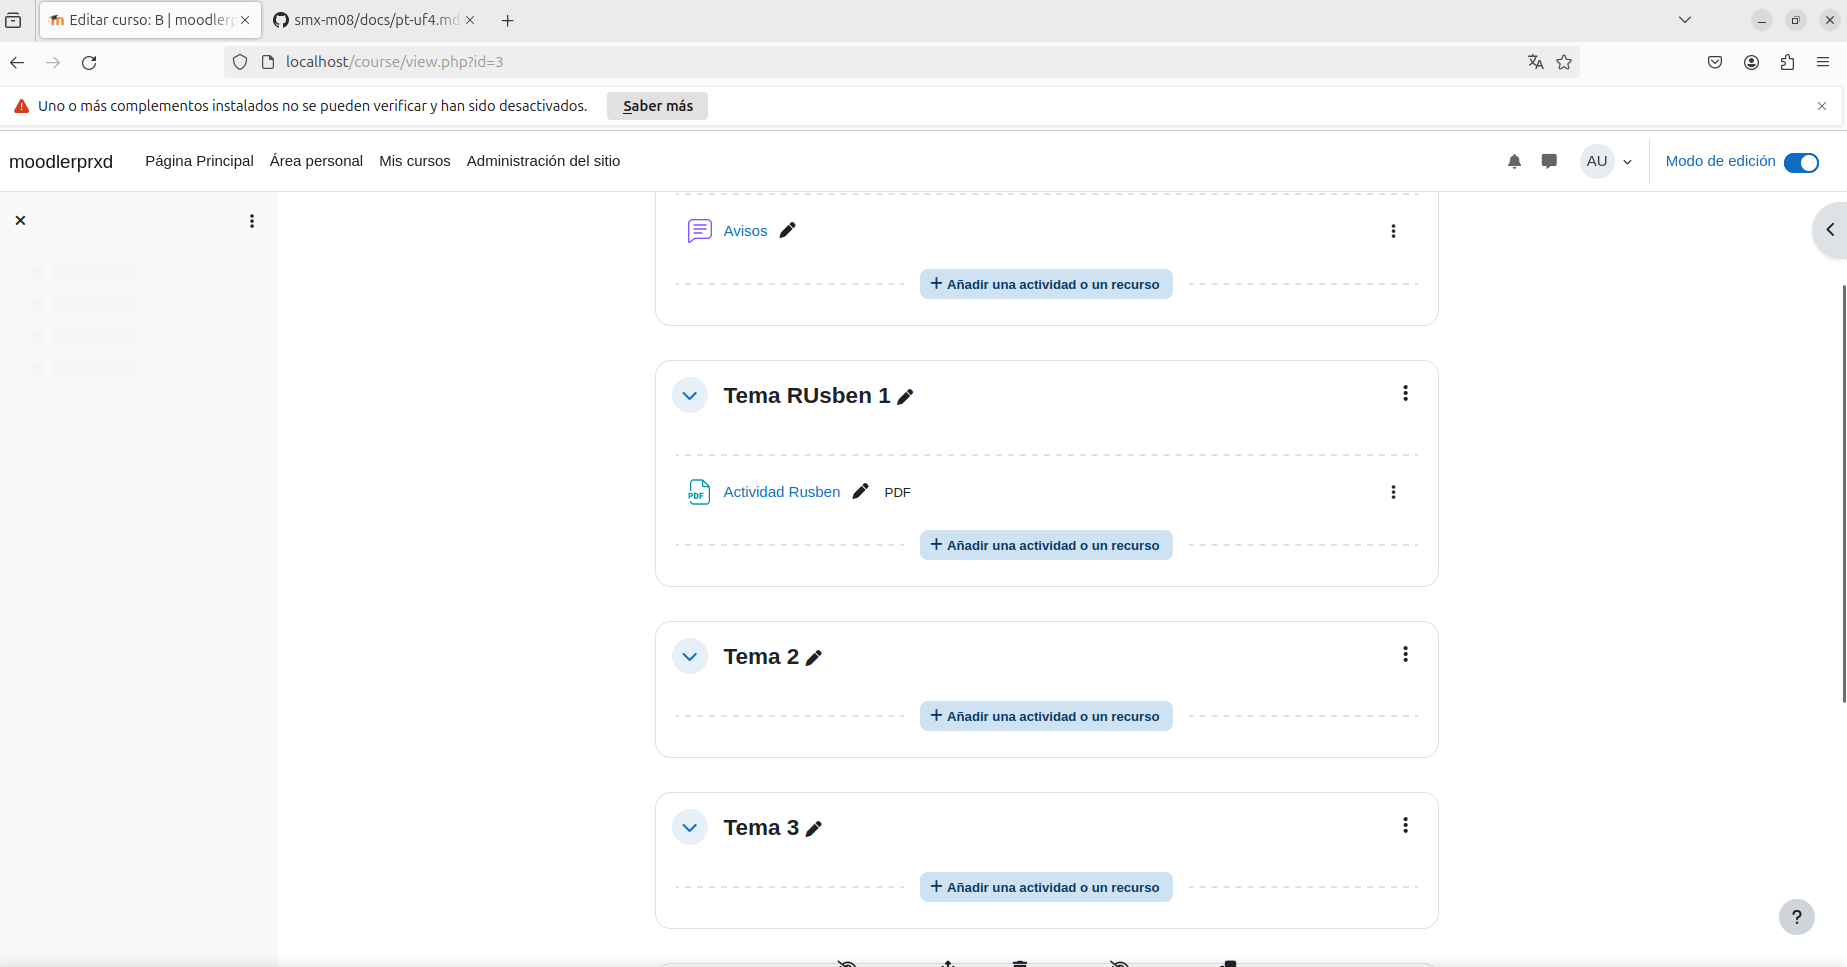 Editar curso: B | moodlerp
smx-m08/docs/pt-uf4.md
localhost/course/view.php?id=3
Uno o más complementos instalados no se pueden verificar y han sido desactivados.
Saber más
moodlerprxd
Página Principal
Área personal
Mis cursos
Administración del sitio
AU
Modo de edición
Avisos
+ Añadir una actividad o un recurso
Tema RUsben 1
PDF Actividad Rusben PDF
+ Añadir una actividad o un recurso
Tema 2
+ Añadir una actividad o un recurso
Tema 3
+ Añadir una actividad o un recurso
?